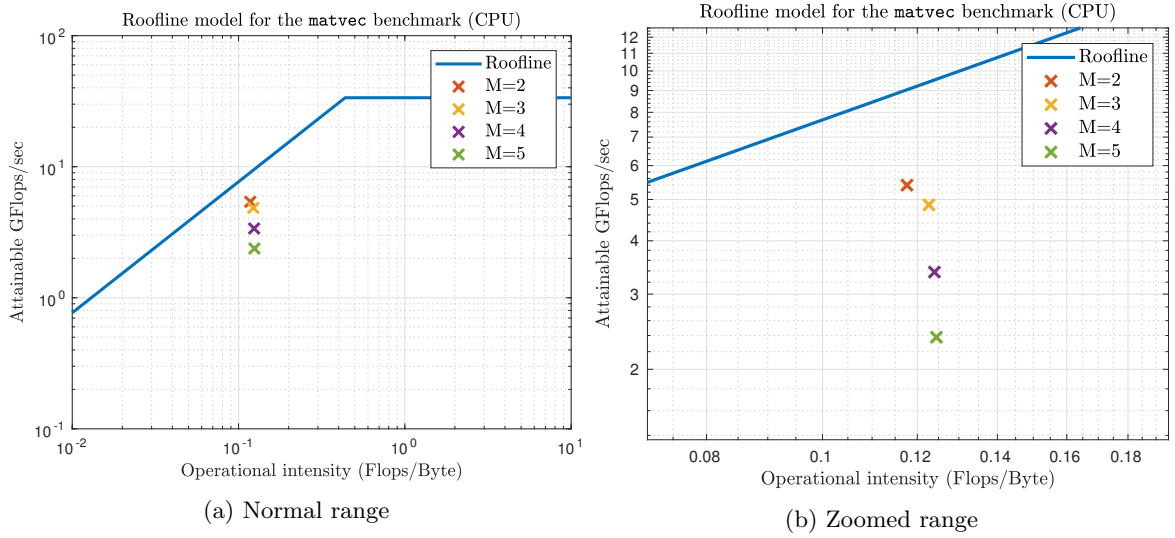 Roofline model for the matvec benchmark (CPU)
Attainable GFlops/sec
10^2
10^1
10^0
10^-1
10^-2
10^-1
10^0
10^1
Operational intensity (Flops/Byte)
Roofline
M=2
M=3
M=4
M=5
(a) Normal range
Roofline model for the matvec benchmark (CPU)
Attainable GFlops/sec
12
11
10
9
8
7
6
5
4
3
2
0.08
0.1
0.12
0.14
0.16
0.18
Operational intensity (Flops/Byte)
Roofline
M=2
M=3
M=4
M=5
(b) Zoomed range